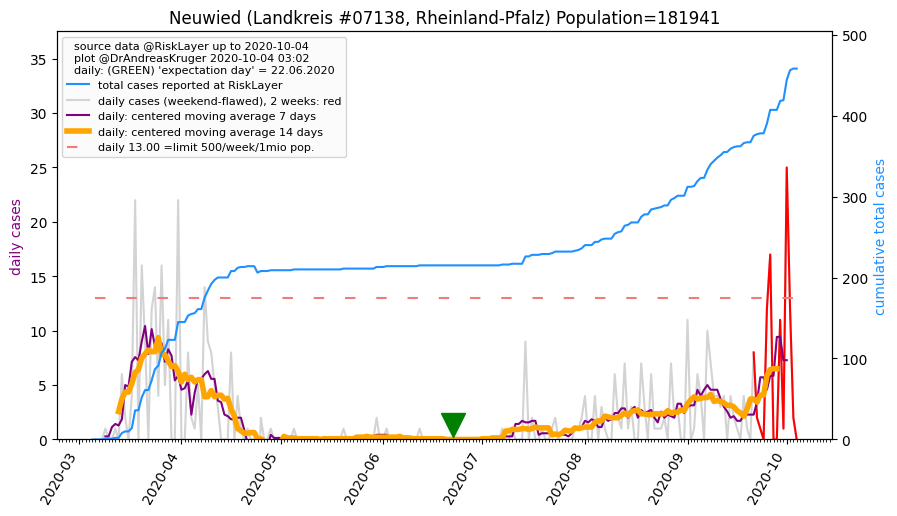 Neuwied (Landkreis #07138, Rheinland-Pfalz) Population=181941
source data @RiskLayer up to 2020-10-04
plot @DrAndreasKruger 2020-10-04 03:02
daily: (GREEN) 'expectation day' = 22.06.2020
total cases reported at RiskLayer
daily cases (weekend-flawed), 2 weeks: red
daily: centered moving average 7 days
daily: centered moving average 14 days
daily 13.00 =limit 500/week/1mio pop.
daily cases
35
30
25
20
15
10
5
0
cumulative total cases
500
400
300
200
100
0
2020-03
2020-04
2020-05
2020-06
2020-07
2020-08
2020-09
2020-10